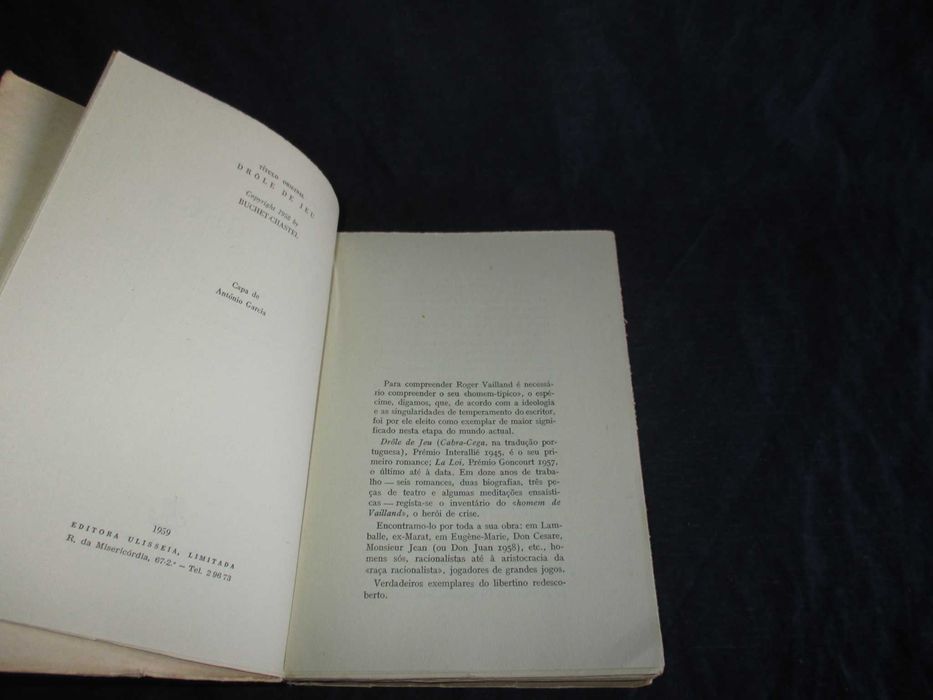 TÍTULO ORIGINAL
DRÔLE DE JEU
Copyright 1958 by
BUCHET-CHASTEL
Capa de
António Garcia
1959
EDITORA ULISSEIA, LIMITADA
R. da Misericórdia, 67-2.º — Tel. 2 96 73
Para compreender Roger Vailland é necessá-
rio compreender o seu «homem-típico», o espé-
cime, digamos, que, de acordo com a ideologia
e as singularidades de temperamento do escritor,
foi por ele eleito como exemplar de maior signi-
ficado nesta etapa do mundo actual.
Drôle de Jeu (Cabra-Cega, na tradução por-
tuguesa), Prémio Interallié 1945, é o seu pri-
meiro romance; La Loi, Prémio Goncourt 1957,
o último até à data. Em doze anos de traba-
lho — seis romances, duas biografias, três pe-
ças de teatro e algumas meditações ensaísti-
cas — regista-se o inventário do «homem de
Vailland», o herói de crise.
Encontramo-lo por toda a sua obra: em Lam-
balle, ex-Marat, em Eugène-Marie, Don Cesare,
Monsieur Jean (ou Don Juan 1958), etc., ho-
mens sós, racionalistas até à aristocracia da
«raça racionalista», jogadores de grandes jogos.
Verdadeiros exemplares do libertino redesco-
berto.